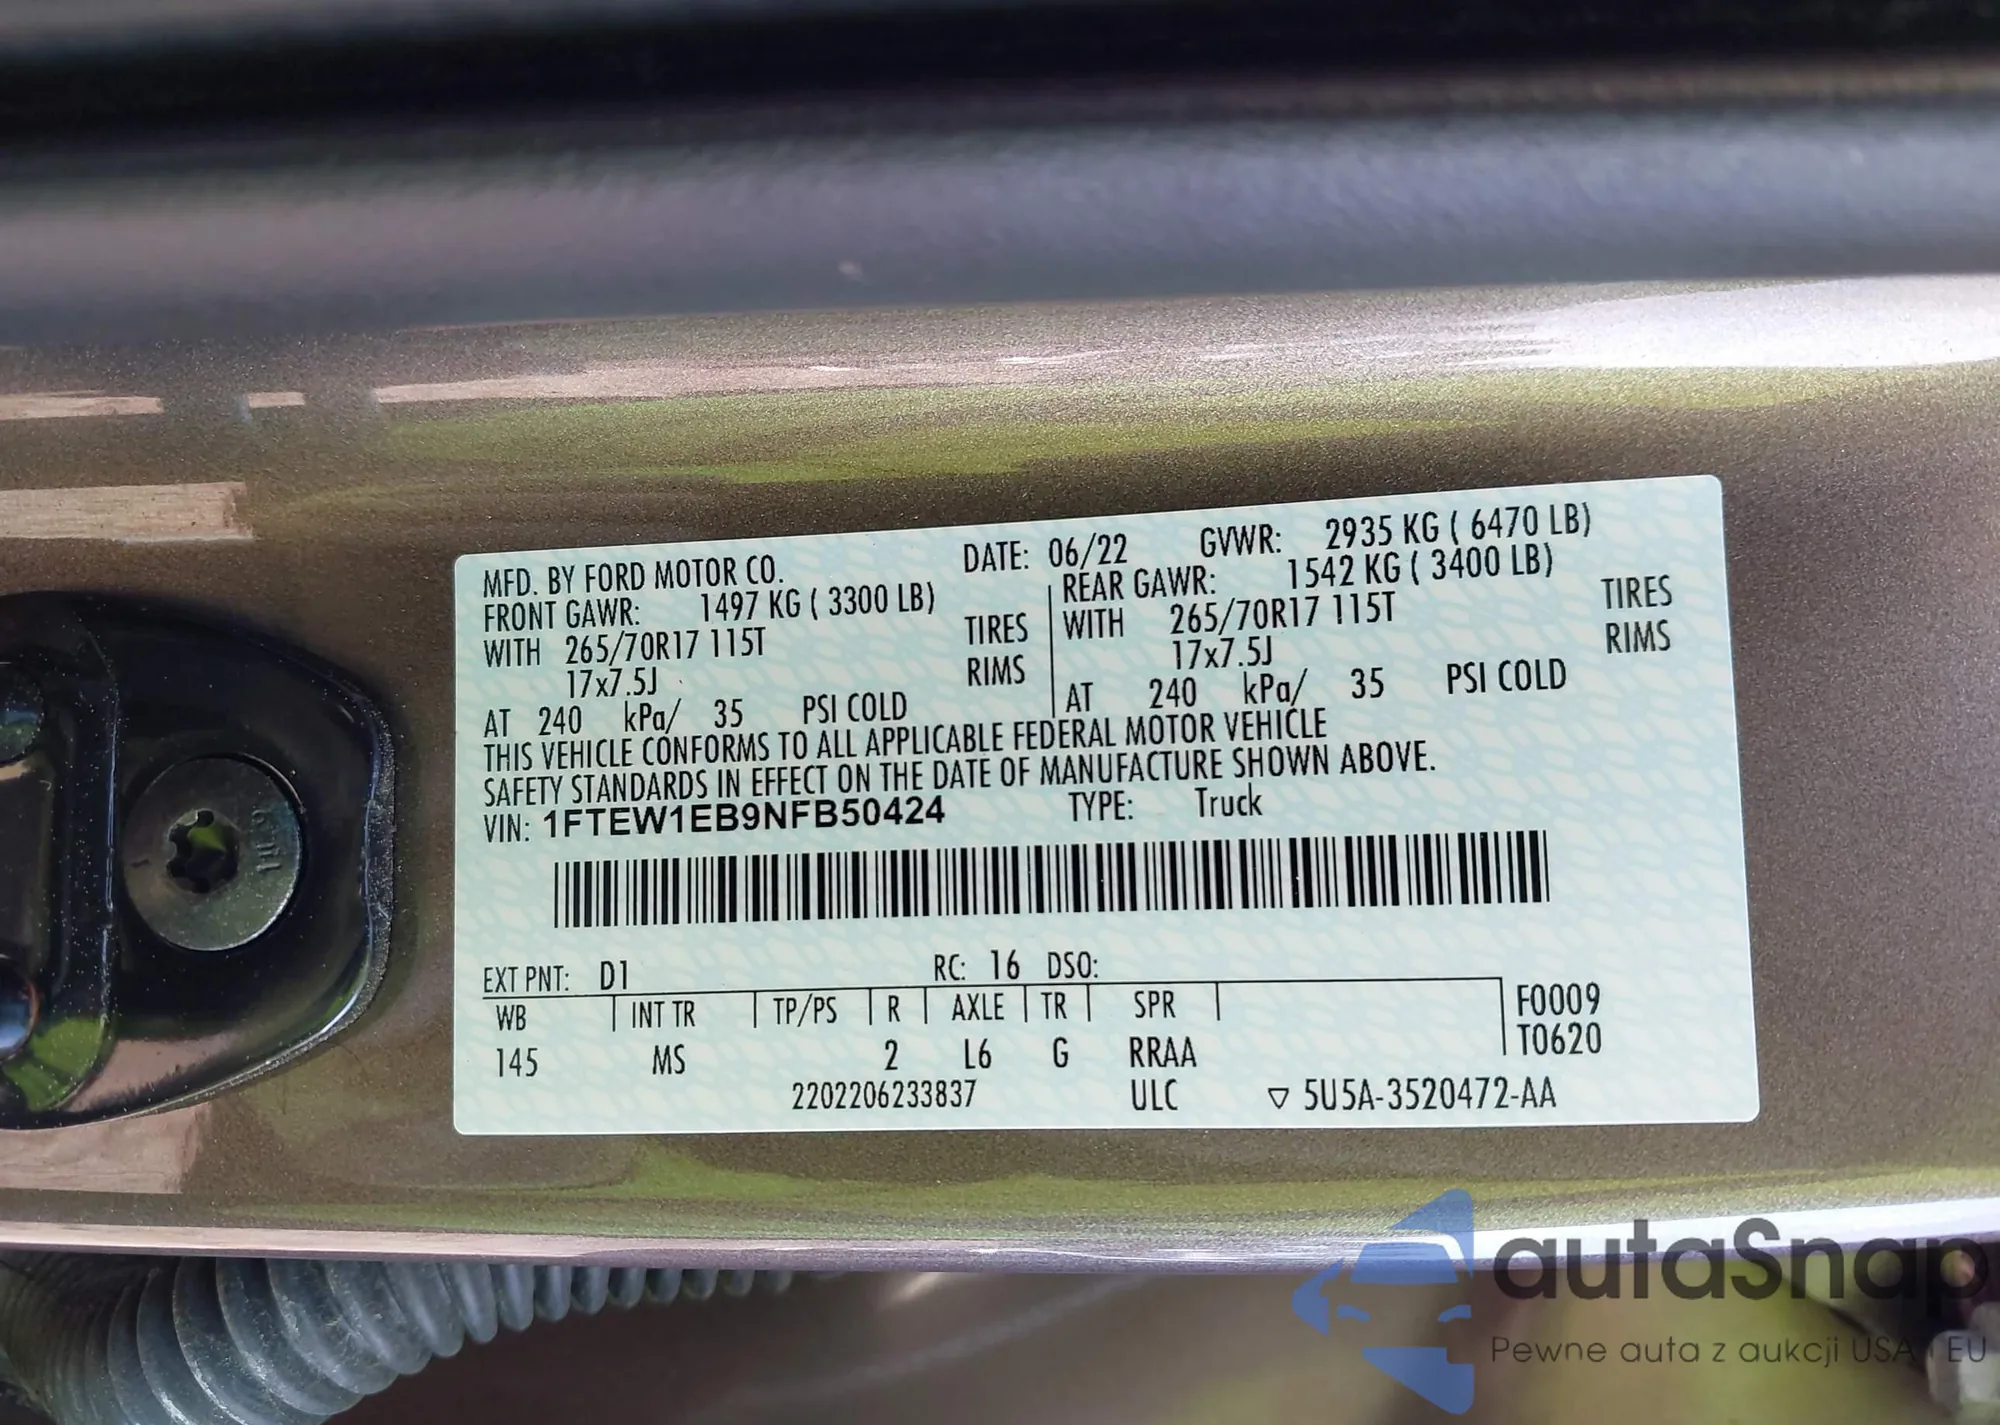 MFD. BY FORD MOTOR CO. DATE: 06/22 GVWR: 2935 KG ( 6470 LB)
FRONT GAWR: 1497 KG ( 3300 LB) REAR GAWR: 1542 KG ( 3400 LB)
WITH 265/70R17 115T TIRES WITH 265/70R17 115T TIRES
17x7.5J RIMS 17x7.5J RIMS
AT 240 kPa/ 35 PSI COLD AT 240 kPa/ 35 PSI COLD
THIS VEHICLE CONFORMS TO ALL APPLICABLE FEDERAL MOTOR VEHICLE
SAFETY STANDARDS IN EFFECT ON THE DATE OF MANUFACTURE SHOWN ABOVE.
VIN: 1FTEW1EB9NFB50424 TYPE: Truck
EXT PNT: D1 RC: 16 DSO:
WB INT TR TP/PS R AXLE TR SPR F0009
T0620
145 MS 2 L6 G RRAA
2202206233837 ULC ▽ 5U5A-3520472-AA
autaSnap
Pewne auta z aukcji USA i EU